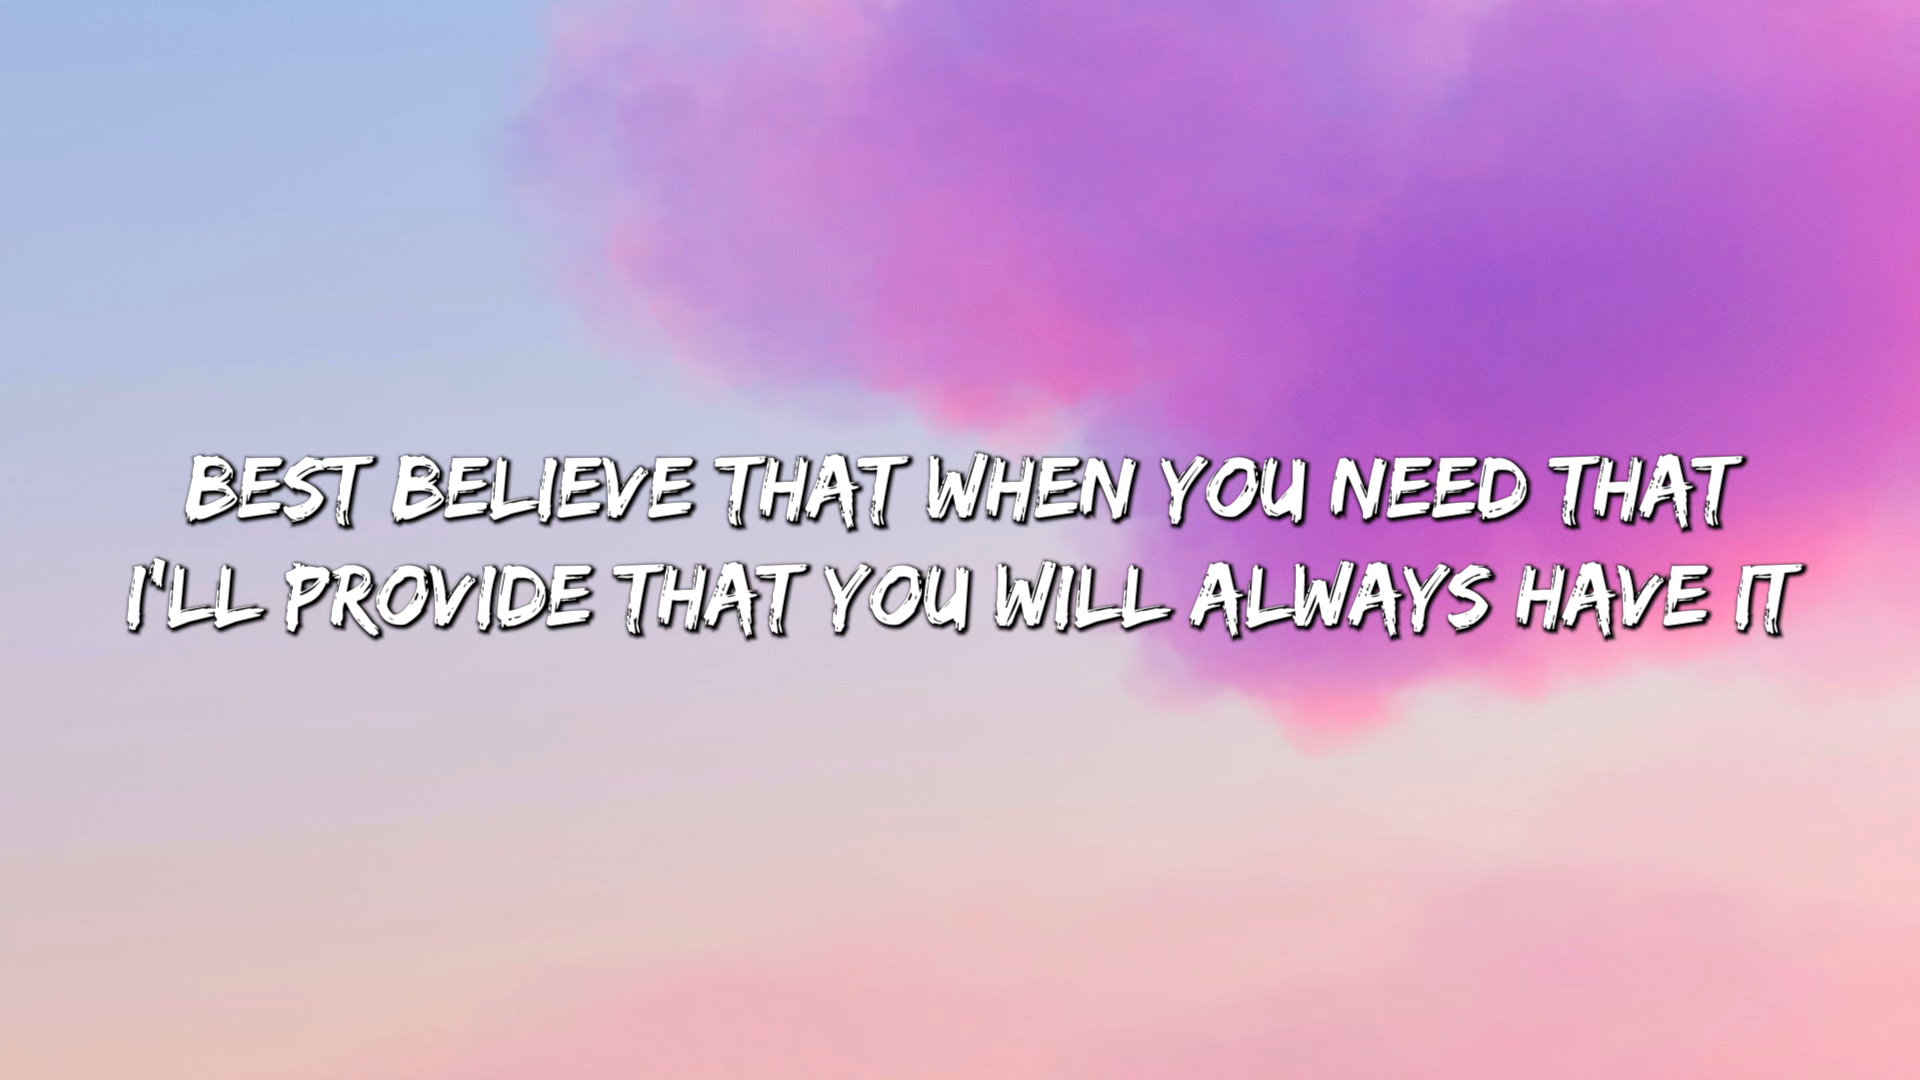 BEST BELIEVE THAT WHEN YOU NEED THAT
I'LL PROVIDE THAT YOU WILL ALWAYS HAVE IT